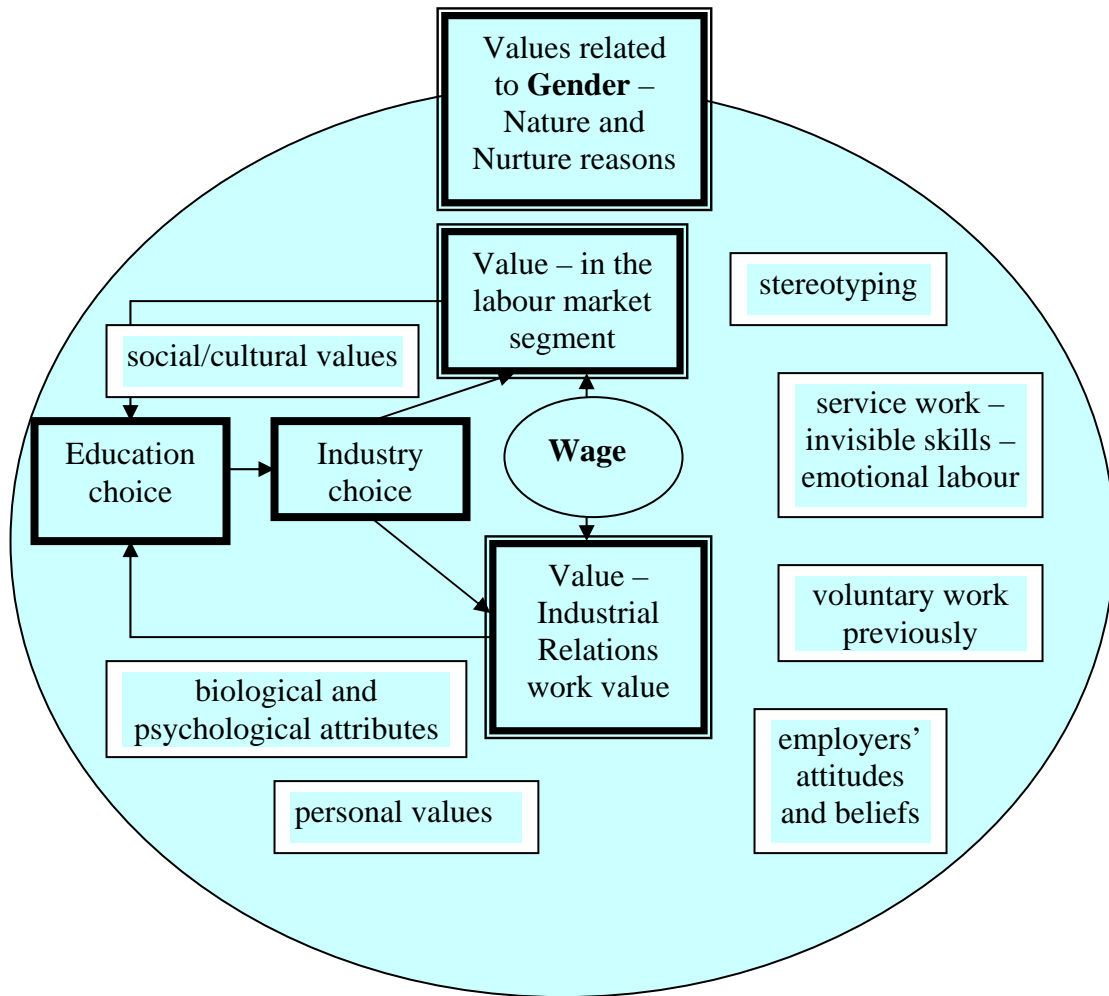 Values related
to Gender –
Nature and
Nurture reasons
Value – in the
labour market
segment
stereotyping
social/cultural values
service work –
invisible skills –
emotional labour
Education
choice
Industry
choice
Wage
Value –
Industrial
Relations
work value
voluntary work
previously
biological and
psychological attributes
employers’
attitudes
and beliefs
personal values